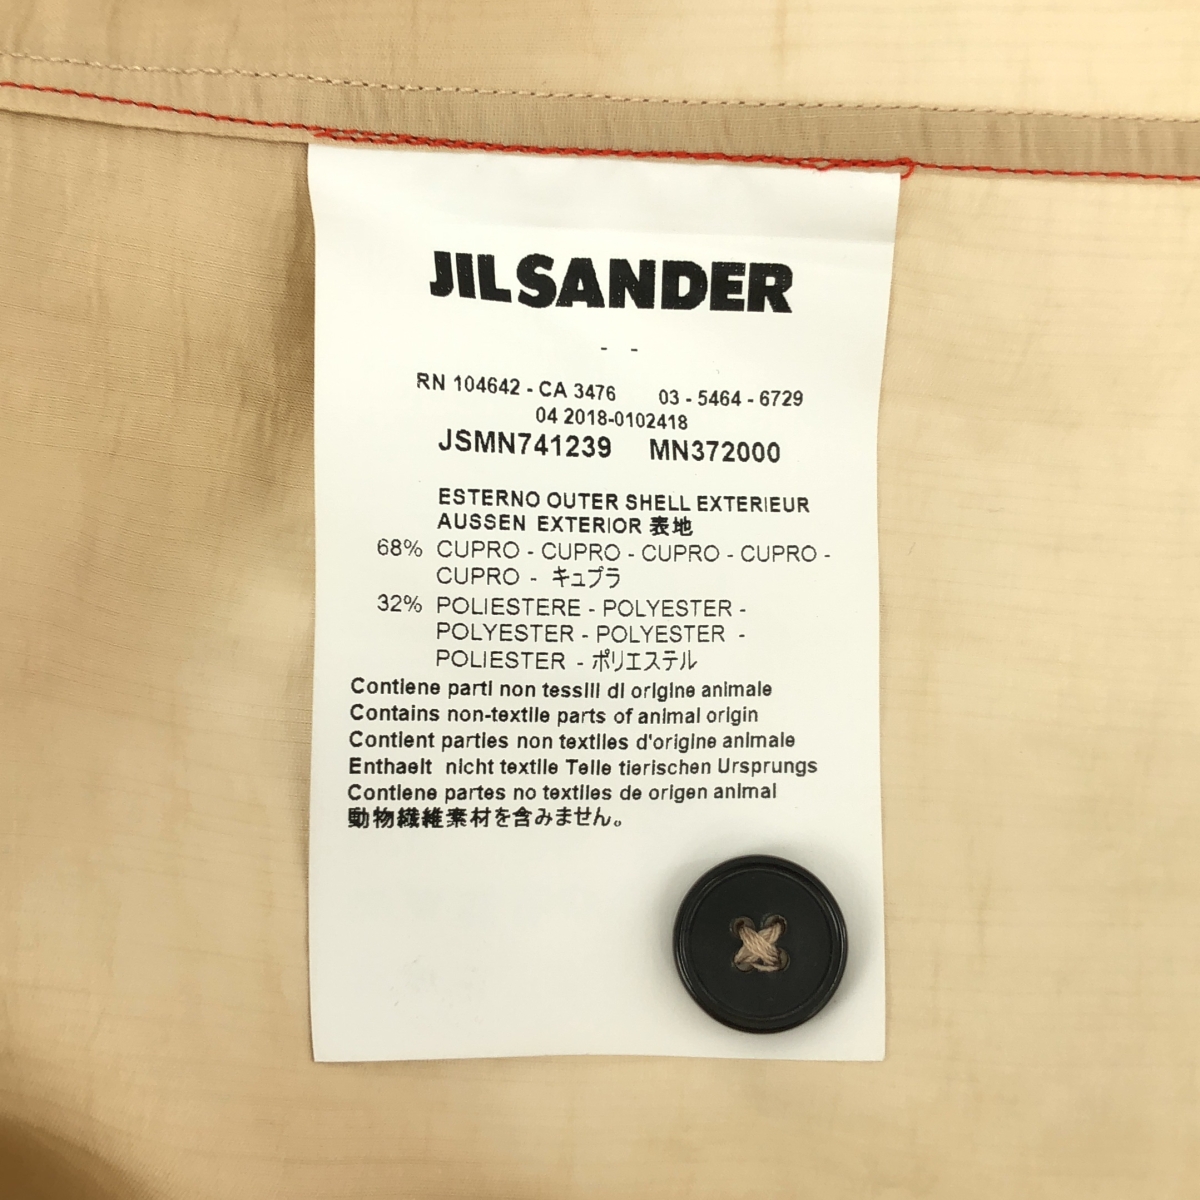 JIL SANDER
- -
RN 104642 - CA 3476 03 - 5464 - 6729
04 2018-0102418
JSMN741239 MN372000
ESTERNO OUTER SHELL EXTERIEUR
AUSSEN EXTERIOR 表地
68% CUPRO - CUPRO - CUPRO - CUPRO -
CUPRO - キュプラ
32% POLIESTERE - POLYESTER -
POLYESTER - POLYESTER -
POLIESTER - ポリエステル
Contiene parti non tessili di origine animale
Contains non-textile parts of animal origin
Contient parties non textiles d'origine animale
Enthaelt nicht textile Teile tierischen Ursprungs
Contiene partes no textiles de origen animal
動物繊維素材を含みません。